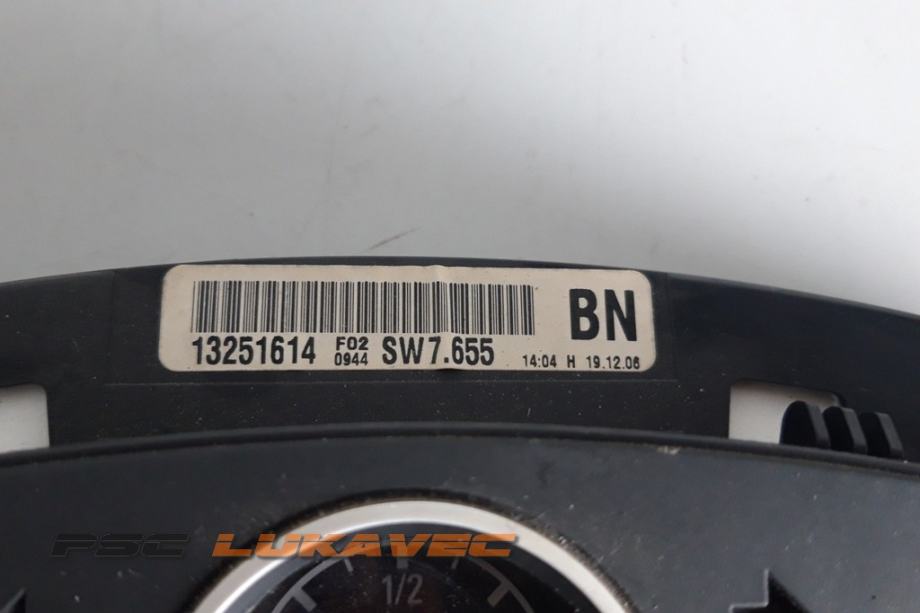 BN
13251614 F02 0944 SW7.655 14:04 H 19.12.06
PSC LUKAVEC
1/2